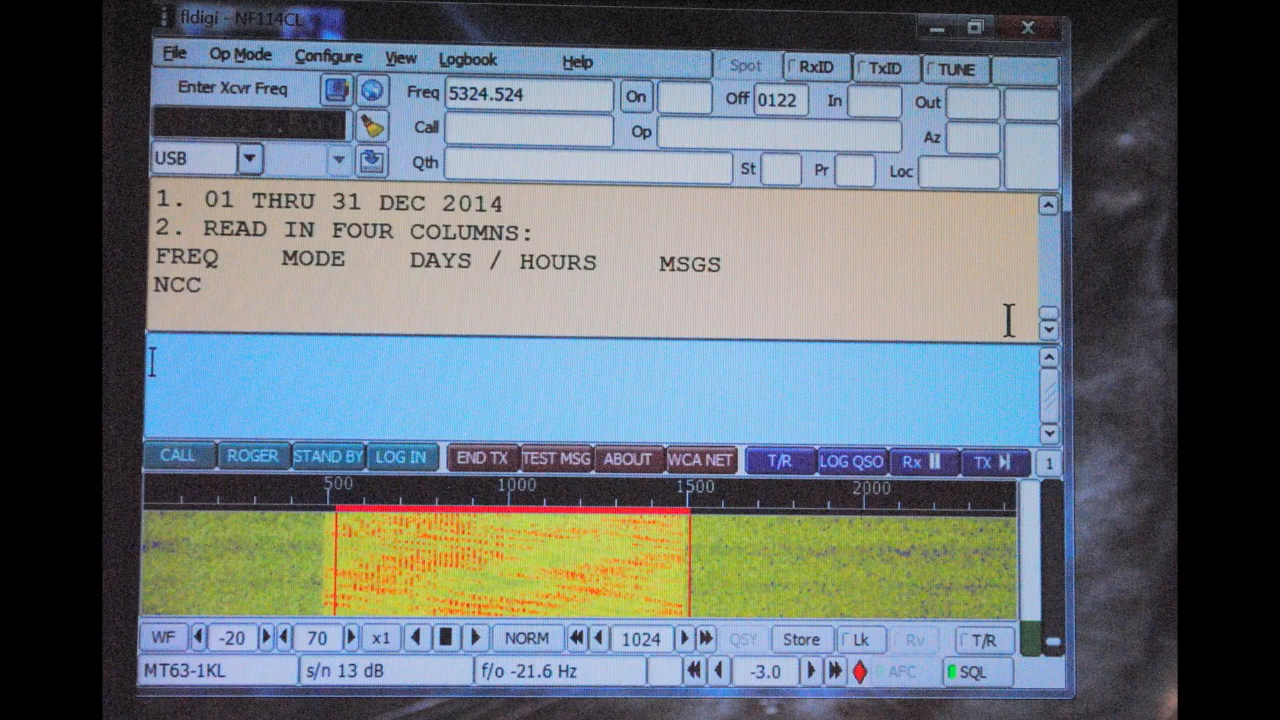 fldigi - NF114CL
File Op Mode Configure View Logbook Help Spot RxID TxID TUNE
Enter Xcvr Freq Freq 5324.524 On Off 0122 In Out
Call Op Az
USB Qth St Pr Loc
1. 01 THRU 31 DEC 2014
2. READ IN FOUR COLUMNS:
FREQ MODE DAYS / HOURS MSGS
NCC
CALL ROGER STAND BY LOG IN END TX TEST MSG ABOUT WCA NET T/R LOG QSO Rx TX 1
500 1000 1500 2000
WF -20 70 x1 NORM 1024 QSY Store Lk Rv T/R
MT63-1KL s/n 13 dB f/o -21.6 Hz -3.0 AFC SQL